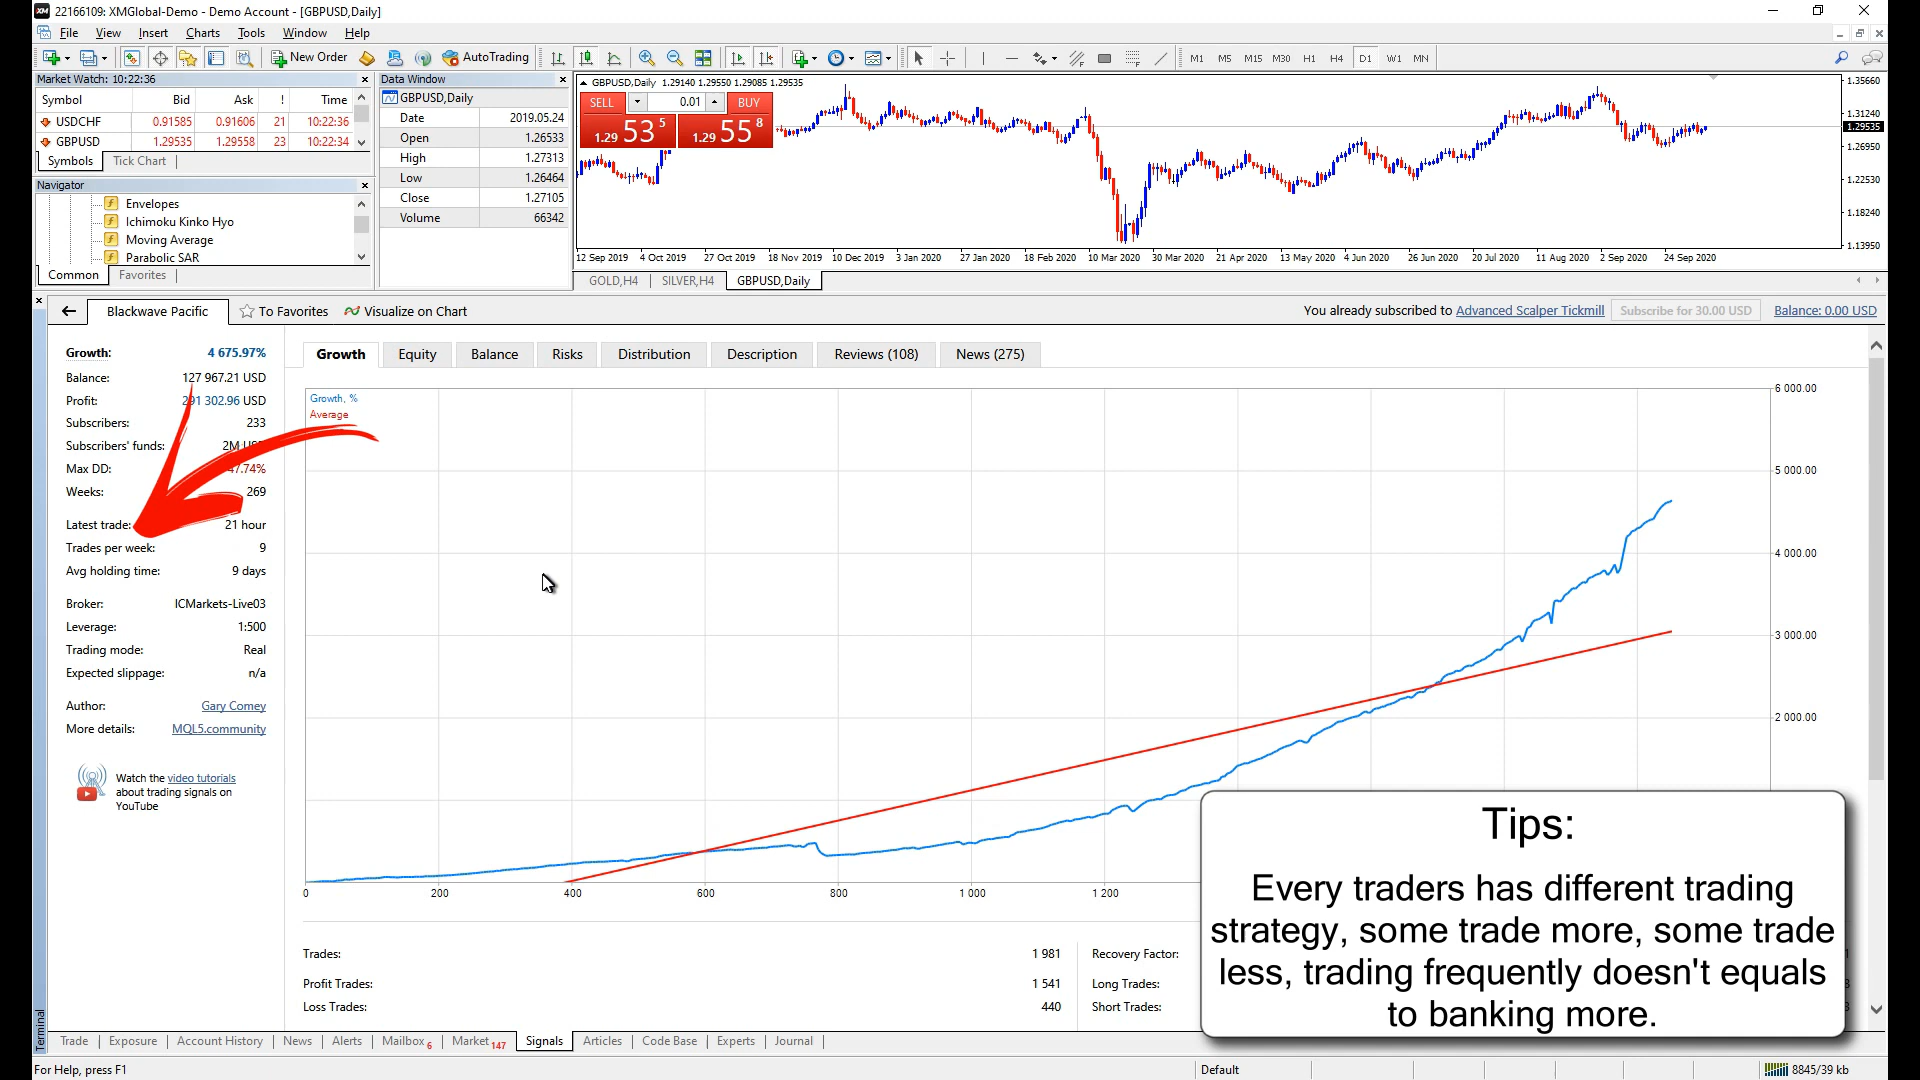 22166109: XMGlobal-Demo - Demo Account - [GBPUSD,Daily]
File View Insert Charts Tools Window Help
New Order AutoTrading M1 M5 M15 M30 H1 H4 D1 W1 MN
Market Watch: 10:22:36
Symbol Bid Ask ! Time
USDCHF 0.91585 0.91606 21 10:22:36
GBPUSD 1.29535 1.29558 23 10:22:34
Symbols Tick Chart
Navigator
Envelopes
Ichimoku Kinko Hyo
Moving Average
Parabolic SAR
Common Favorites
Data Window
GBPUSD,Daily
Date 2019.05.24
Open 1.26533
High 1.27313
Low 1.26464
Close 1.27105
Volume 66342
GBPUSD,Daily 1.29140 1.29550 1.29085 1.29535
SELL 0.01 BUY
1.29 53 5 1.29 55 8
1.35660
1.31240
1.29535
1.26950
1.22530
1.18240
1.13950
12 Sep 2019 4 Oct 2019 27 Oct 2019 18 Nov 2019 10 Dec 2019 3 Jan 2020 27 Jan 2020 18 Feb 2020 10 Mar 2020 30 Mar 2020 21 Apr 2020 13 May 2020 4 Jun 2020 26 Jun 2020 20 Jul 2020 11 Aug 2020 2 Sep 2020 24 Sep 2020
GOLD,H4 SILVER,H4 GBPUSD,Daily
Blackwave Pacific To Favorites Visualize on Chart You already subscribed to Advanced Scalper Tickmill Subscribe for 30.00 USD Balance: 0.00 USD
Growth: 4 675.97%
Balance: 127 967.21 USD
Profit: 291 302.96 USD
Subscribers: 233
Subscribers' funds: 2M USD
Max DD: 47.74%
Weeks: 269
Latest trade: 21 hour
Trades per week: 9
Avg holding time: 9 days
Broker: ICMarkets-Live03
Leverage: 1:500
Trading mode: Real
Expected slippage: n/a
Author: Gary Comey
More details: MQL5.community
Watch the video tutorials
about trading signals on
YouTube
Growth Equity Balance Risks Distribution Description Reviews (108) News (275)
Growth, %
Average
6 000.00
5 000.00
4 000.00
3 000.00
2 000.00
0 200 400 600 800 1 000 1 200
Trades: 1 981 Recovery Factor:
Profit Trades: 1 541 Long Trades:
Loss Trades: 440 Short Trades:
Tips:
Every traders has different trading
strategy, some trade more, some trade
less, trading frequently doesn't equals
to banking more.
Terminal
Trade Exposure Account History News Alerts Mailbox 6 Market 147 Signals Articles Code Base Experts Journal
For Help, press F1 Default 8845/39 kb